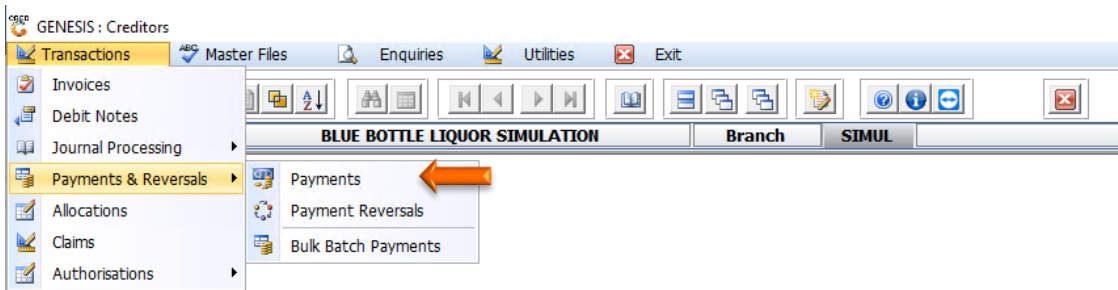 GENESIS : Creditors
Transactions ABC Master Files Enquiries Utilities Exit
Invoices
Debit Notes
BLUE BOTTLE LIQUOR SIMULATION Branch SIMUL
Journal Processing
Payments & Reversals Payments
Allocations Payment Reversals
Claims Bulk Batch Payments
Authorisations